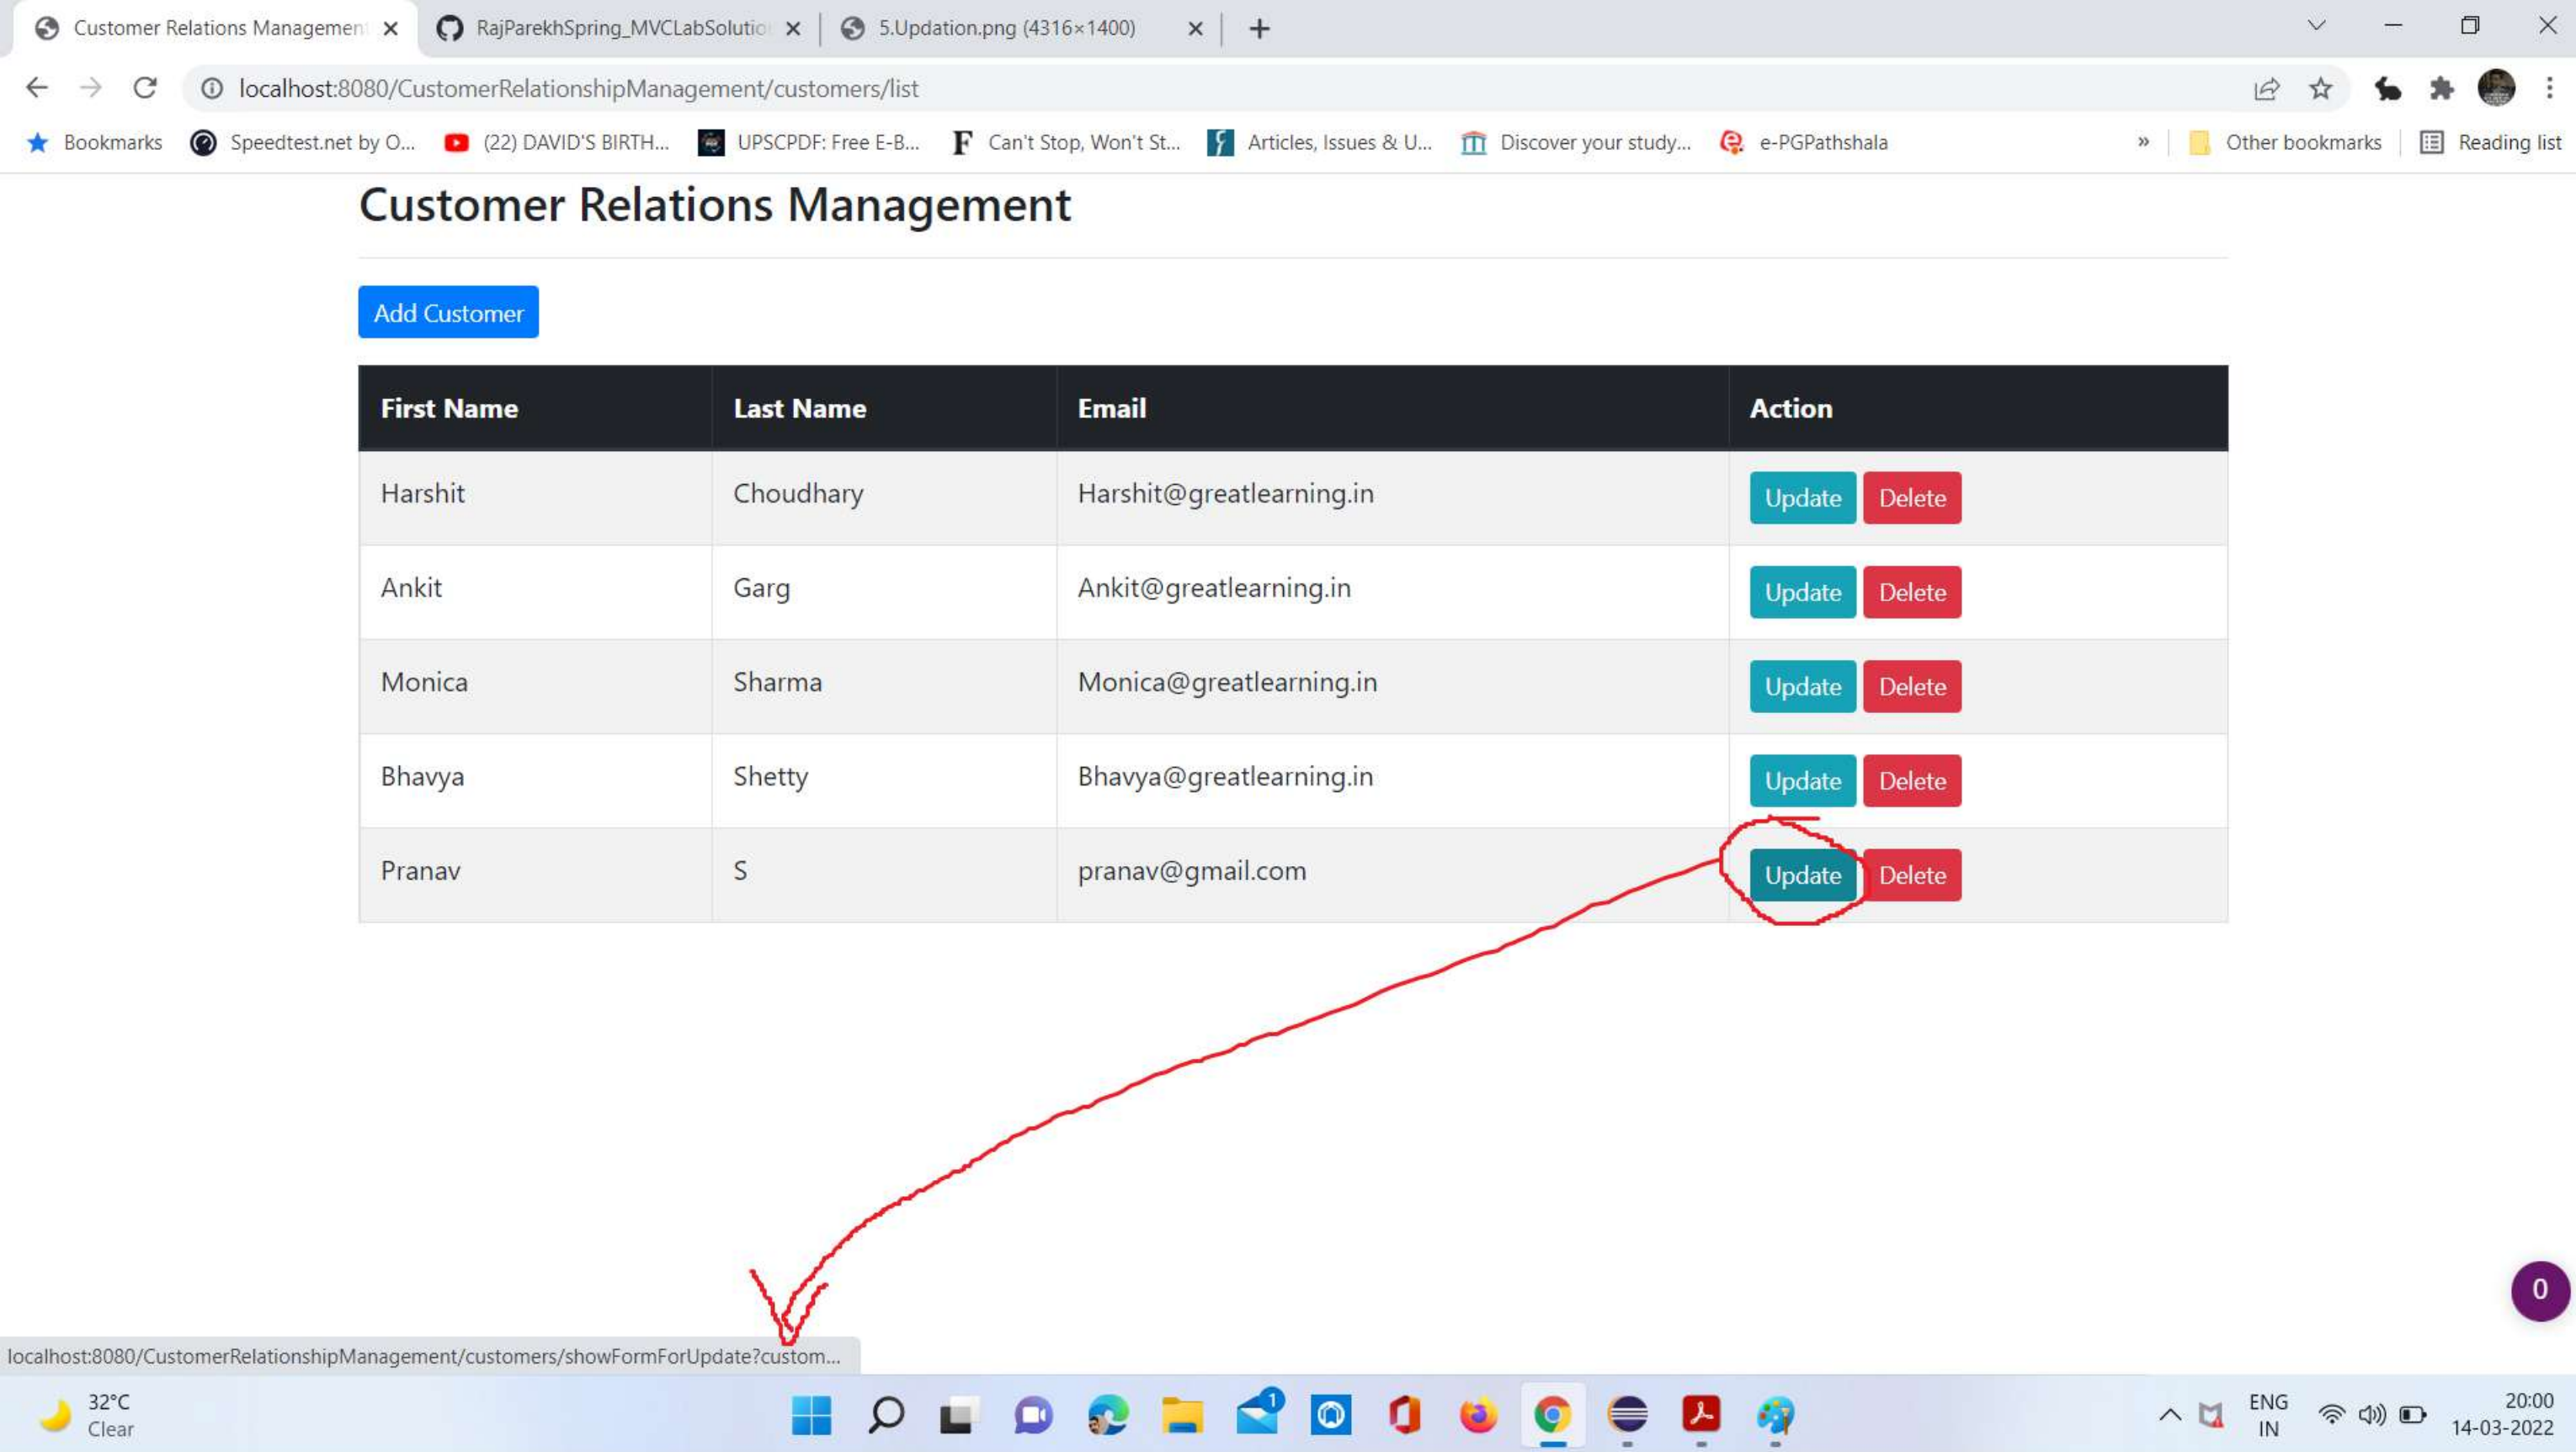 Customer Relations Managemen
RajParekhSpring_MVCLabSolutio
5.Updation.png (4316×1400)
localhost:8080/CustomerRelationshipManagement/customers/list
Bookmarks Speedtest.net by O... (22) DAVID'S BIRTH... UPSCPDF: Free E-B... F Can't Stop, Won't St... Articles, Issues & U... Discover your study... e-PGPathshala » Other bookmarks Reading list
Customer Relations Management
Add Customer
First Name Last Name Email Action
Harshit Choudhary Harshit@greatlearning.in Update Delete
Ankit Garg Ankit@greatlearning.in Update Delete
Monica Sharma Monica@greatlearning.in Update Delete
Bhavya Shetty Bhavya@greatlearning.in Update Delete
Pranav S pranav@gmail.com Update Delete
0
localhost:8080/CustomerRelationshipManagement/customers/showFormForUpdate?custom...
32°C
Clear
1
ENG
IN
20:00
14-03-2022